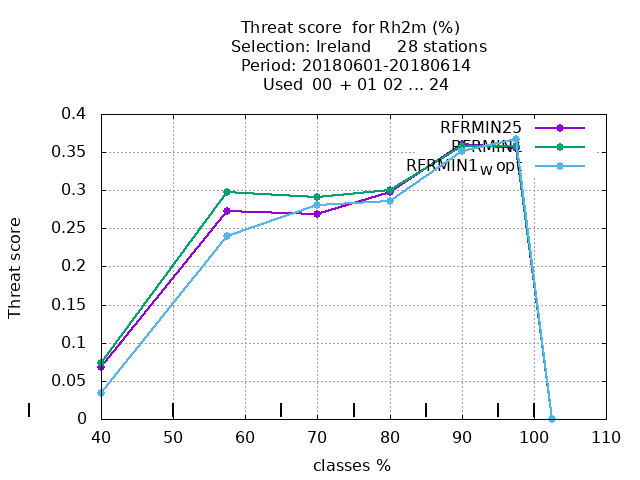 Threat score for Rh2m (%)
Selection: Ireland 28 stations
Period: 20180601-20180614
Used 00 + 01 02 ... 24
0.4
0.35
0.3
0.25
0.2
0.15
0.1
0.05
0
Threat score
RFRMIN25
RFRMIN1W opt
40 50 60 70 80 90 100 110
classes %